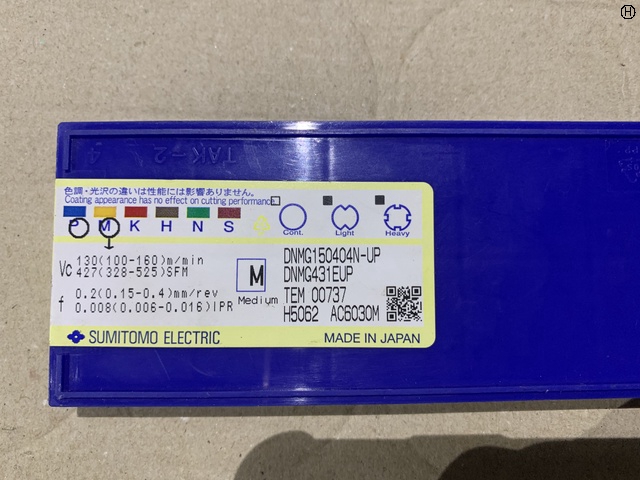 H
TAK-2 4
色調・光沢の違いは性能には影響ありません。
Coating appearance has no effect on cutting performance.
P M K H N S
Cont. Light Heavy
Vc 130(100-160)m/min
427(328-525)SFM
f 0.2(0.15-0.4)mm/rev
0.008(0.006-0.016)IPR
M
Medium
DNMG150404N-UP
DNMG431EUP
TEM 00737
H5062 AC6030M
SUMITOMO ELECTRIC
MADE IN JAPAN